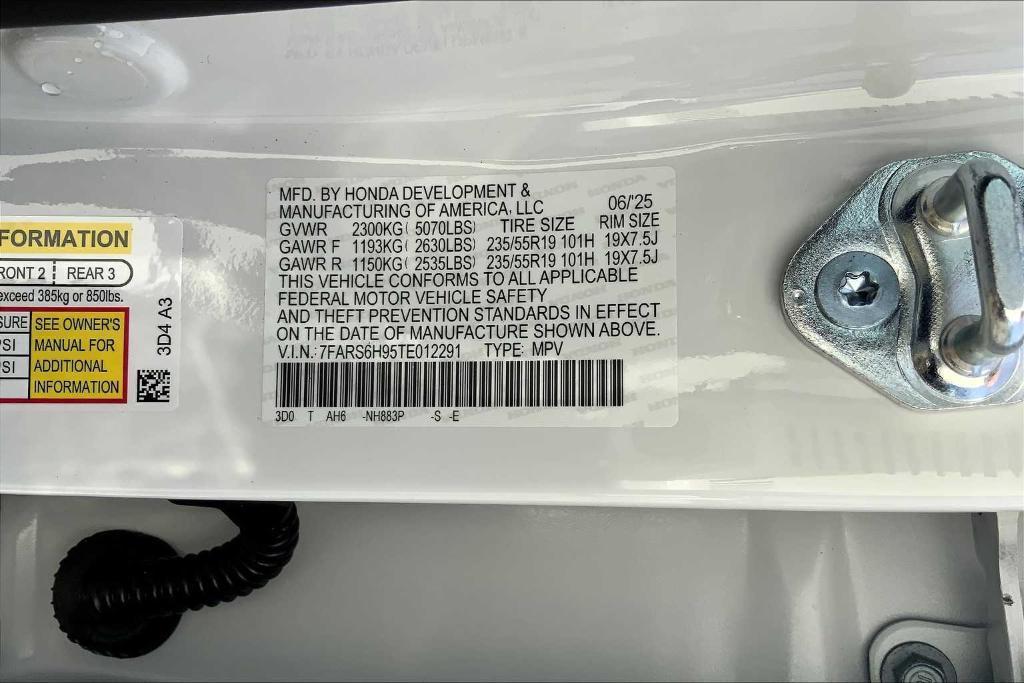 FORMATION
FRONT 2 REAR 3
exceed 385kg or 850lbs.
SURE
PSI
PSI
SEE OWNER'S
MANUAL FOR
ADDITIONAL
INFORMATION
3D4 A3
MFD. BY HONDA DEVELOPMENT &
MANUFACTURING OF AMERICA, LLC 06/'25
GVWR 2300KG( 5070LBS) TIRE SIZE RIM SIZE
GAWR F 1193KG( 2630LBS) 235/55R19 101H 19X7.5J
GAWR R 1150KG( 2535LBS) 235/55R19 101H 19X7.5J
THIS VEHICLE CONFORMS TO ALL APPLICABLE
FEDERAL MOTOR VEHICLE SAFETY
AND THEFT PREVENTION STANDARDS IN EFFECT
ON THE DATE OF MANUFACTURE SHOWN ABOVE.
V.I.N.:7FARS6H95TE012291 TYPE: MPV
3D0 T AH6 -NH883P -S -E